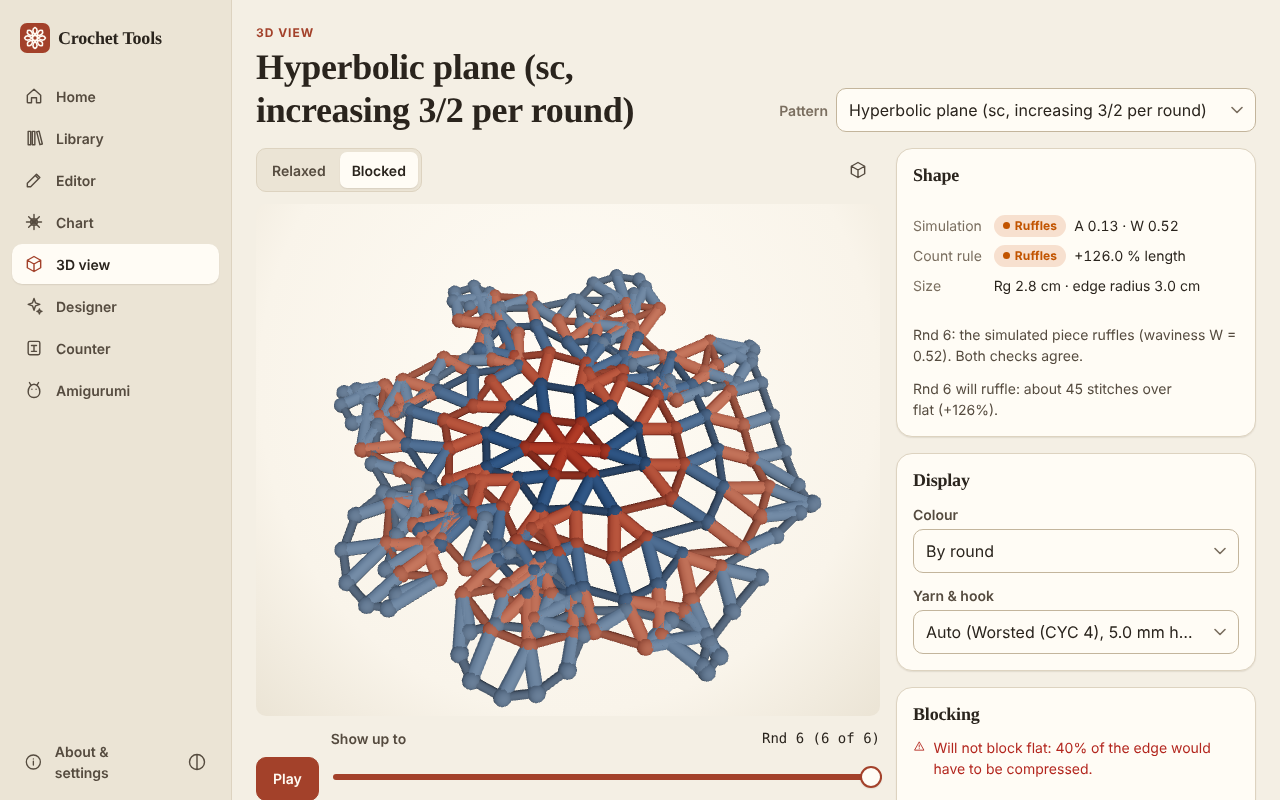 Crochet Tools
Home
Library
Editor
Chart
3D view
Designer
Counter
Amigurumi
About &
settings
3D VIEW
Hyperbolic plane (sc,
increasing 3/2 per round)
Pattern
Hyperbolic plane (sc, increasing 3/2 per round)
Relaxed
Blocked
Show up to
Rnd 6 (6 of 6)
Play
Shape
Simulation Ruffles A 0.13 · W 0.52
Count rule Ruffles +126.0 % length
Size Rg 2.8 cm · edge radius 3.0 cm
Rnd 6: the simulated piece ruffles (waviness W =
0.52). Both checks agree.
Rnd 6 will ruffle: about 45 stitches over
flat (+126%).
Display
Colour
By round
Yarn & hook
Auto (Worsted (CYC 4), 5.0 mm h...
Blocking
Will not block flat: 40% of the edge would
have to be compressed.